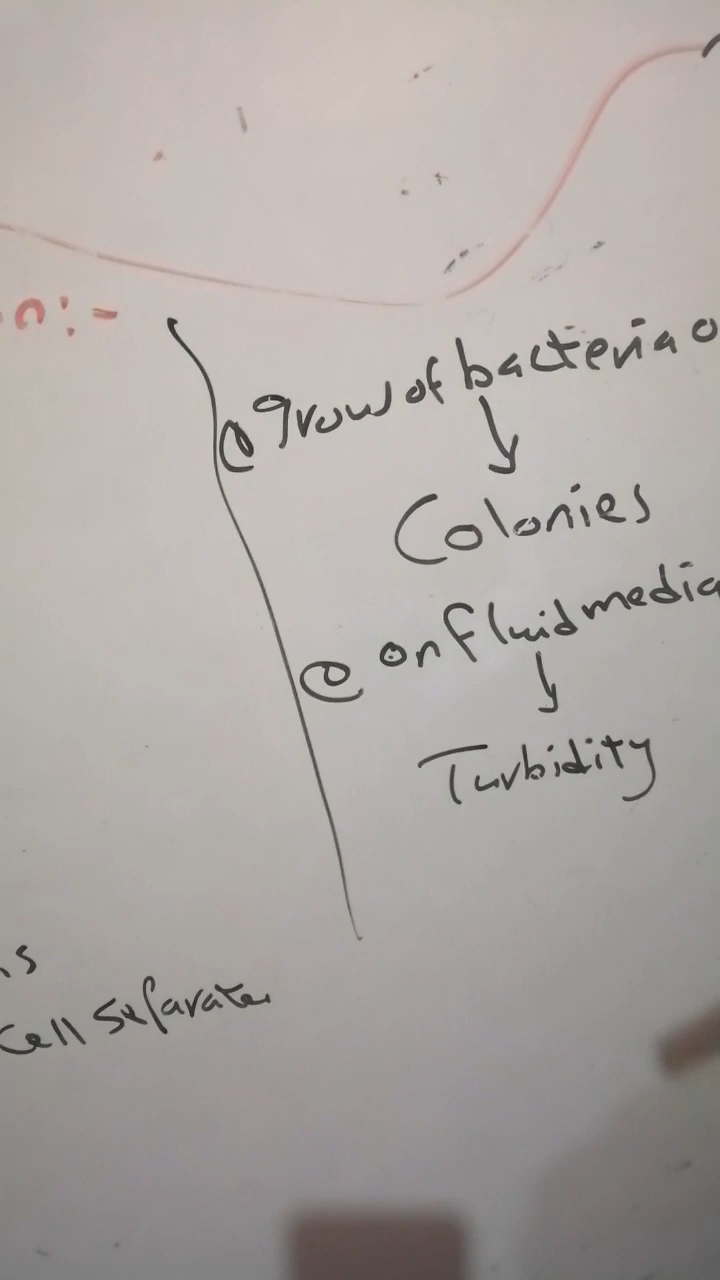 n:-
@ grow of bacteria o
Colonies
@ on fluid media
Turbidity
s
Cell separate